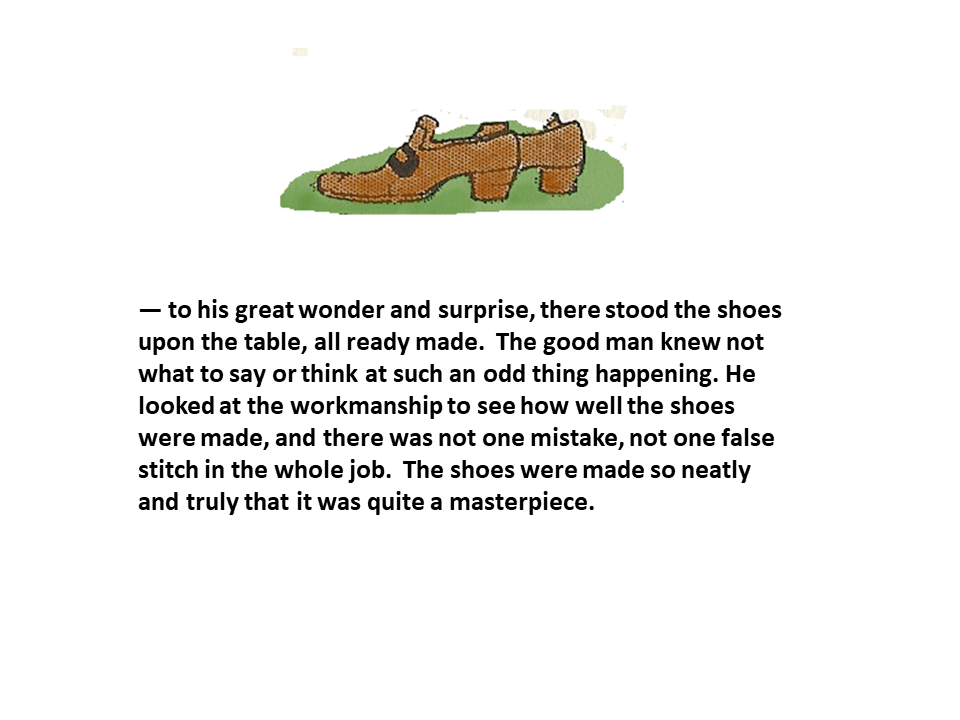 — to his great wonder and surprise, there stood the shoes
upon the table, all ready made.  The good man knew not
what to say or think at such an odd thing happening. He
looked at the workmanship to see how well the shoes
were made, and there was not one mistake, not one false
stitch in the whole job.  The shoes were made so neatly
and truly that it was quite a masterpiece.